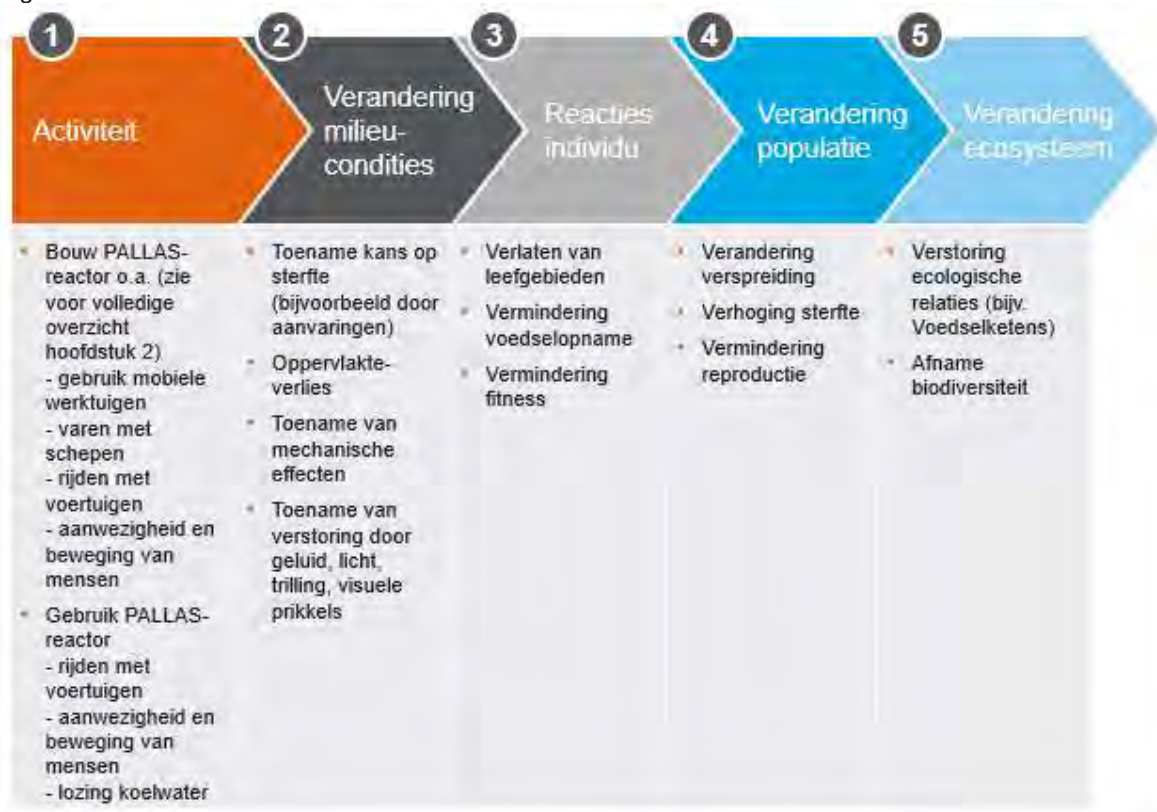 1
Activiteit
2
Verandering
milieu-
condities
3
Reacties
individu
4
Verandering
populatie
5
Verandering
ecosysteem
• Bouw PALLAS-
reactor o.a. (zie
voor volledige
overzicht
hoofdstuk 2)
- gebruik mobiele
werktuigen
- varen met
schepen
- rijden met
voertuigen
- aanwezigheid en
beweging van
mensen
• Gebruik PALLAS-
reactor
- rijden met
voertuigen
- aanwezigheid en
beweging van
mensen
- lozing koelwater
• Toename kans op
sterfte
(bijvoorbeeld door
aanvaringen)
• Oppervlakte-
verlies
• Toename van
mechanische
effecten
• Toename van
verstoring door
geluid, licht,
trilling, visuele
prikkels
• Verlaten van
leefgebieden
• Vermindering
voedselopname
• Vermindering
fitness
• Verandering
verspreiding
• Verhoging sterfte
• Vermindering
reproductie
• Verstoring
ecologische
relaties (bijv.
Voedselketens)
• Afname
biodiversiteit